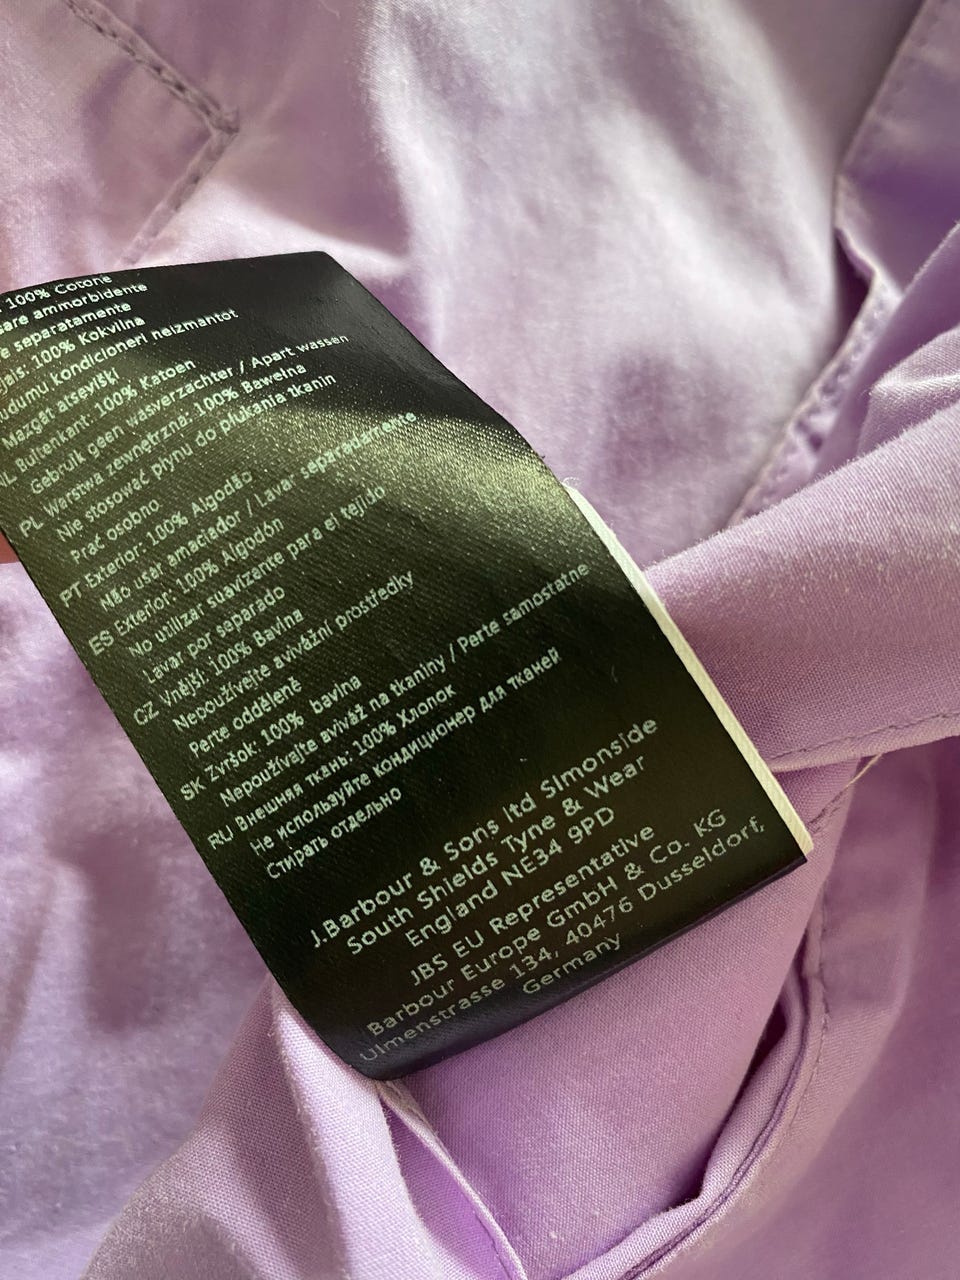 100% Cotone
ammorbidente
separatamente
100% Kokvilna
kondicionieri neizmantot
Mazgāt atsevišķi
Buitenkant: 100% Katoen
Gebruik geen wasverzachter / Apart wassen
PL Warstwa zewnętrzna: 100% Bawełna
Nie stosować płynu do płukania tkanin
Prać osobno
PT Exterior: 100% Algodão
Não usar amaciador / Lavar separadamente
ES Exterior: 100% Algodón
No utilizar suavizante para el tejido
Lavar por separado
CZ Vnější: 100% Bavlna
Nepoužívejte avivážní prostředky
Perte odděleně
SK Zvršok: 100% bavlna
Nepoužívajte aviváž na tkaniny / Perte samostatne
RU Внешняя ткань: 100% Хлопок
Не используйте кондиционер для тканей
Стирать отдельно
J.Barbour & Sons ltd Simonside
South Shields Tyne & Wear
England NE34 9PD
JBS EU Representative
Barbour Europe GmbH & Co. KG
Ulmenstrasse 134, 40476 Dusseldorf,
Germany